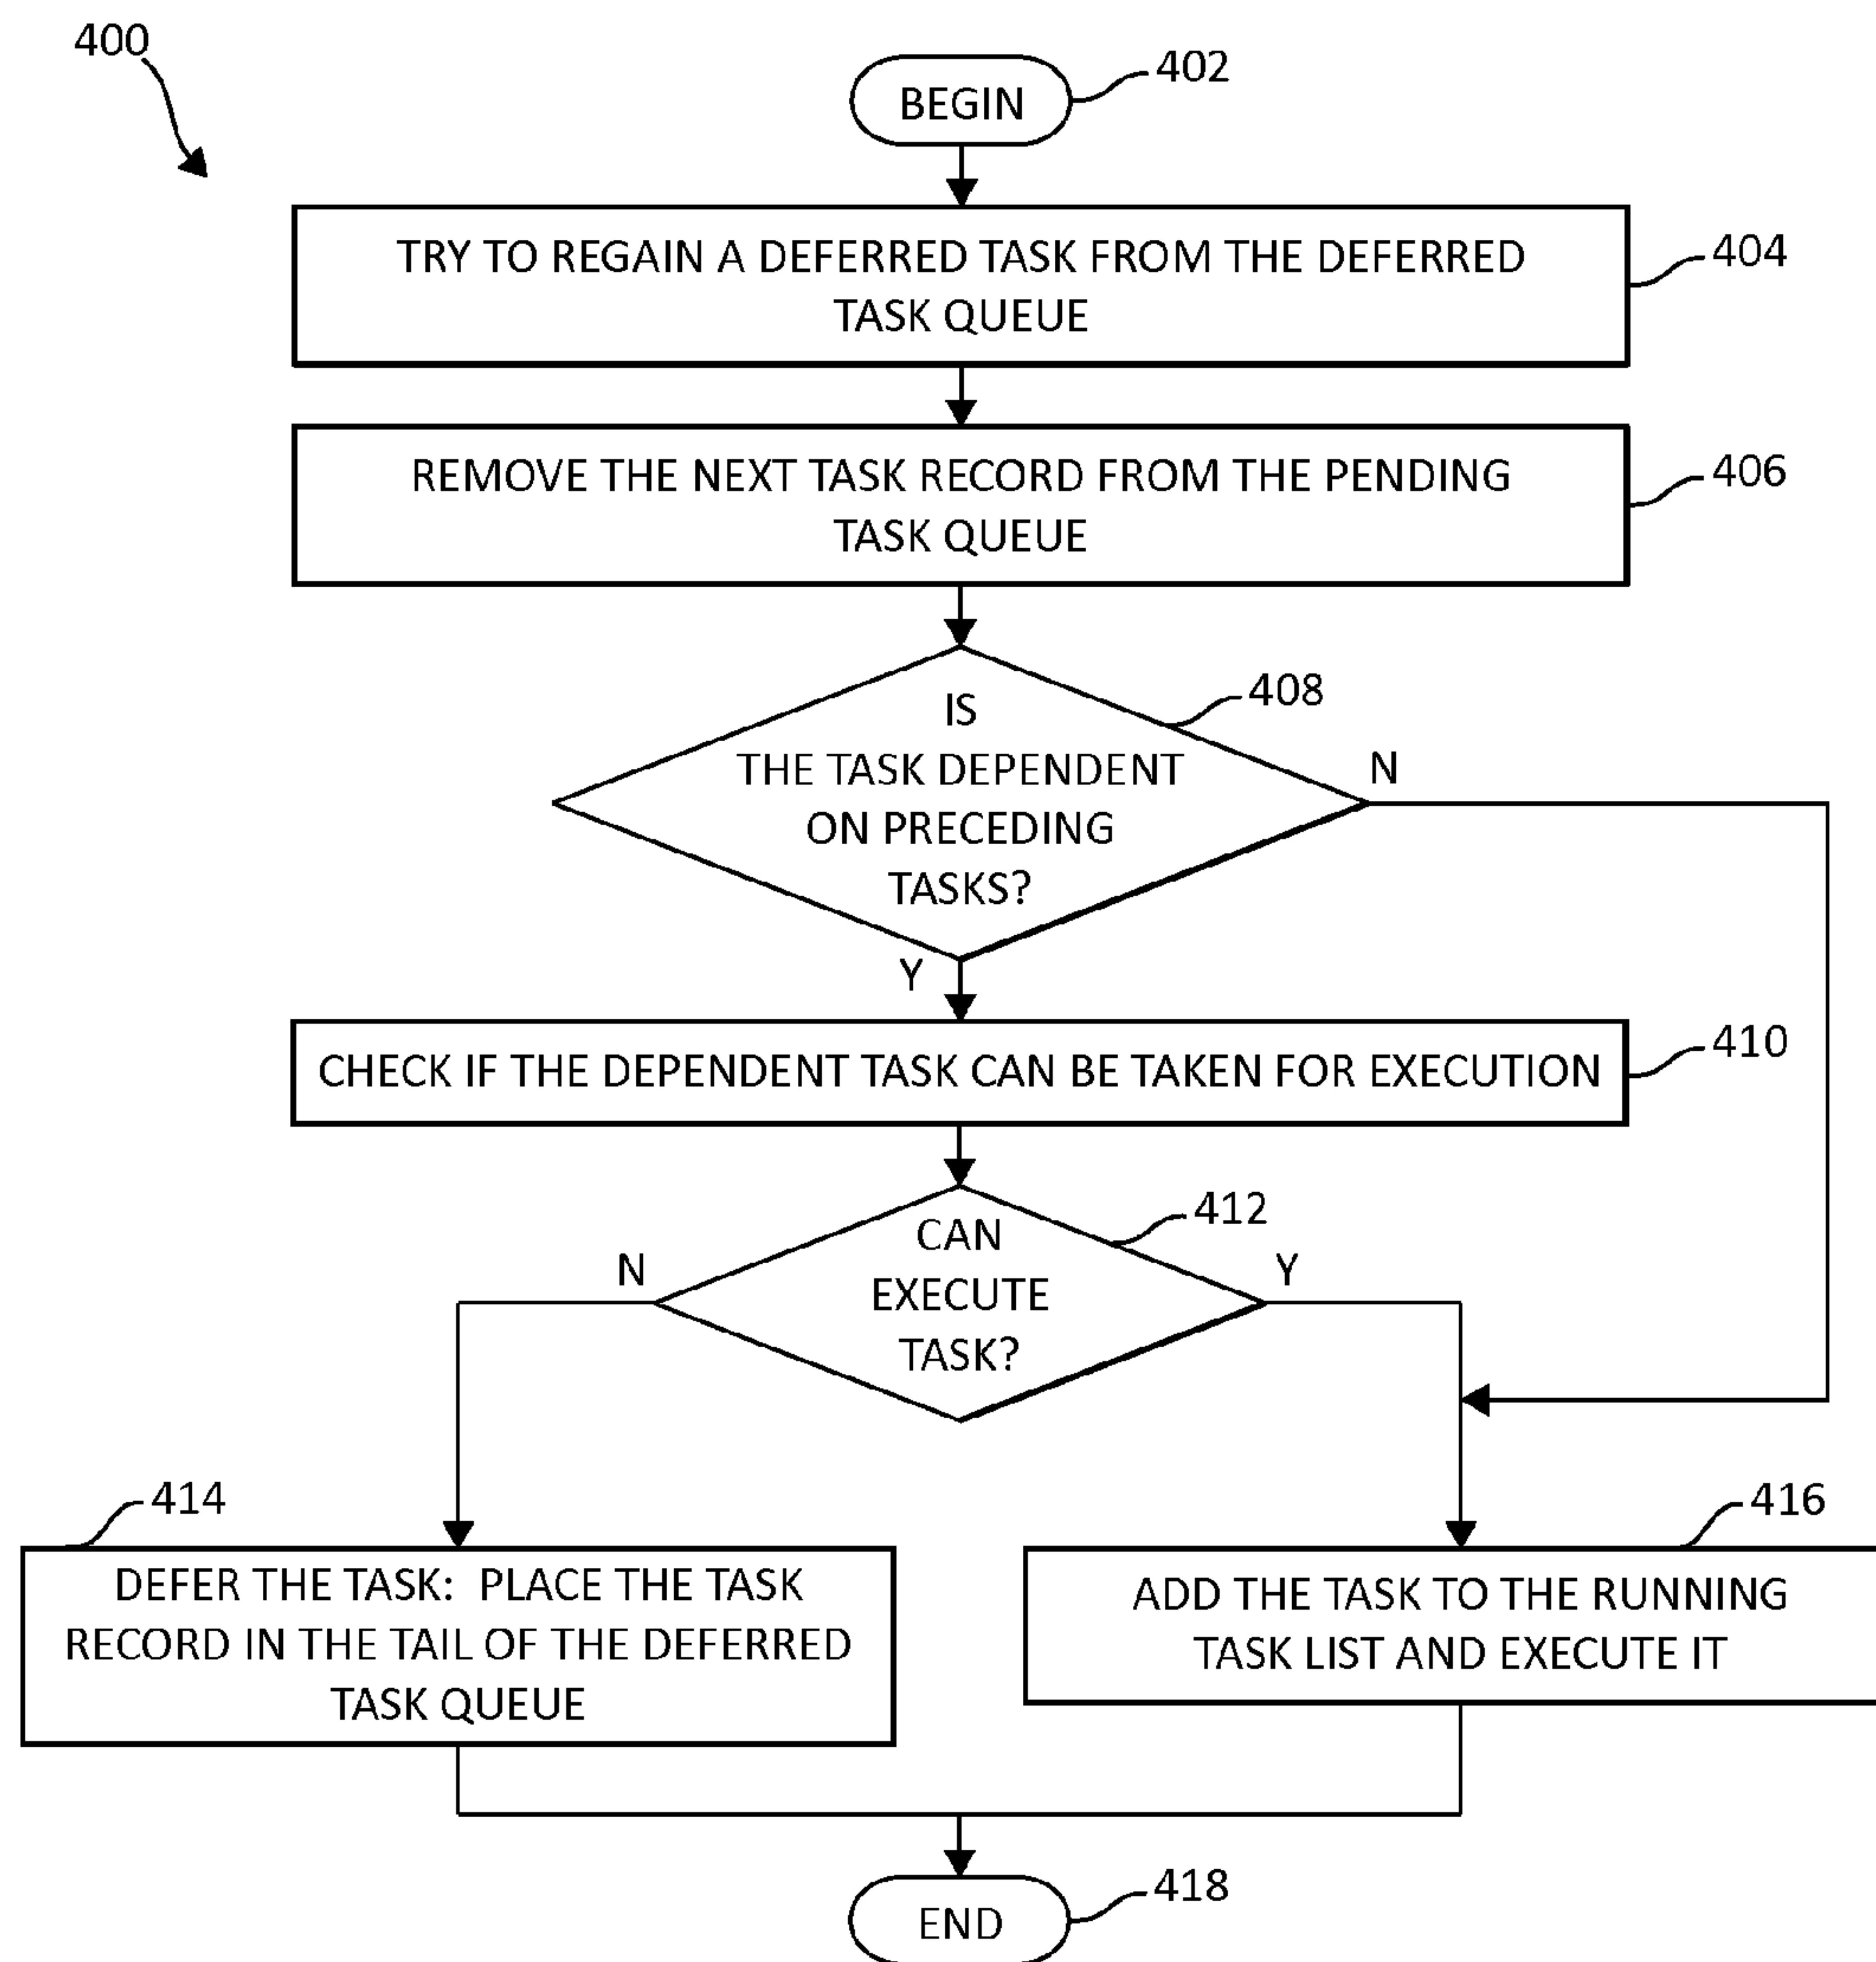 400
BEGIN
402
TRY TO REGAIN A DEFERRED TASK FROM THE DEFERRED
TASK QUEUE
404
REMOVE THE NEXT TASK RECORD FROM THE PENDING
TASK QUEUE
406
IS
THE TASK DEPENDENT
ON PRECEDING
TASKS?
408
N
Y
CHECK IF THE DEPENDENT TASK CAN BE TAKEN FOR EXECUTION
410
CAN
EXECUTE
TASK?
412
N
Y
414
DEFER THE TASK:  PLACE THE TASK
RECORD IN THE TAIL OF THE DEFERRED
TASK QUEUE
416
ADD THE TASK TO THE RUNNING
TASK LIST AND EXECUTE IT
END
418